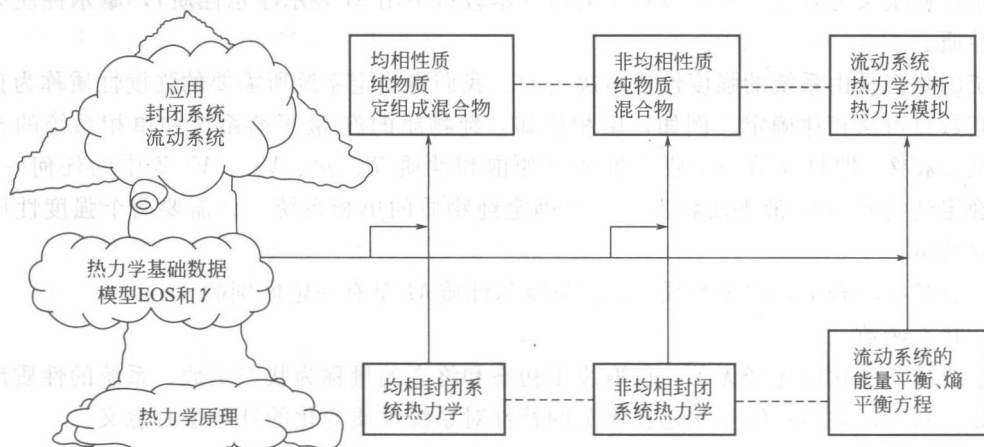 应用
封闭系统
流动系统
热力学基础数据
模型EOS和?
热力学原理
均相性质
纯物质
定组成混合物
非均相性质
纯物质
混合物
流动系统
热力学分析
热力学模拟
均相封闭系
统热力学
非均相封闭
系统热力学
流动系统的
能量平衡、熵
平衡方程